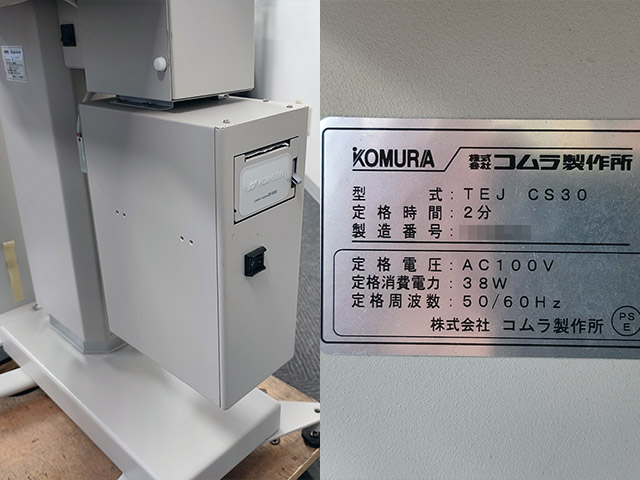 KOMURA 株式会社 コムラ製作所
型 式:TEJ CS30
定格時間:2分
製造番号:
定格電圧:AC100V
定格消費電力:38W
定格周波数:50/60Hz
株式会社 コムラ製作所
PS
E